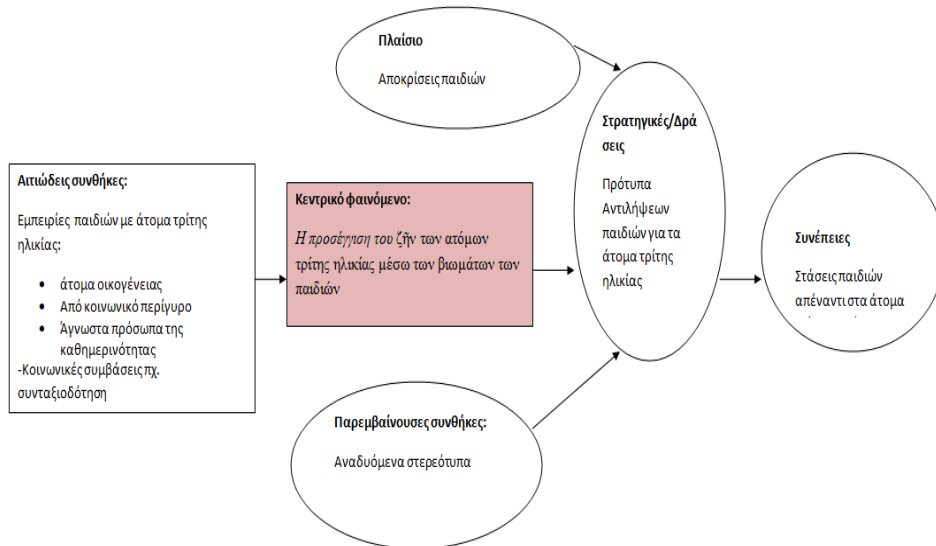 Πλαίσιο
Αποκρίσεις παιδιών
Στρατηγικές/Δρά
σεις
Πρότυπα
Αντιλήψεων
παιδιών για τα
άτομα τρίτης
ηλικίας
Αιτιώδεις συνθήκες:
Εμπειρίες παιδιών με άτομα τρίτης
ηλικίας:
• άτομα οικογένειας
• Από κοινωνικό περίγυρο
• Άγνωστα πρόσωπα της
καθημερινότητας
-Κοινωνικές συμβάσεις πχ.
συνταξιοδότηση
Κεντρικό φαινόμενο:
Η προσέγγιση του ζῆν των ατόμων
τρίτης ηλικίας μέσω των βιωμάτων των
παιδιών
Συνέπειες
Στάσεις παιδιών
απέναντι στα άτομα
Παρεμβαίνουσες συνθήκες:
Αναδυόμενα στερεότυπα